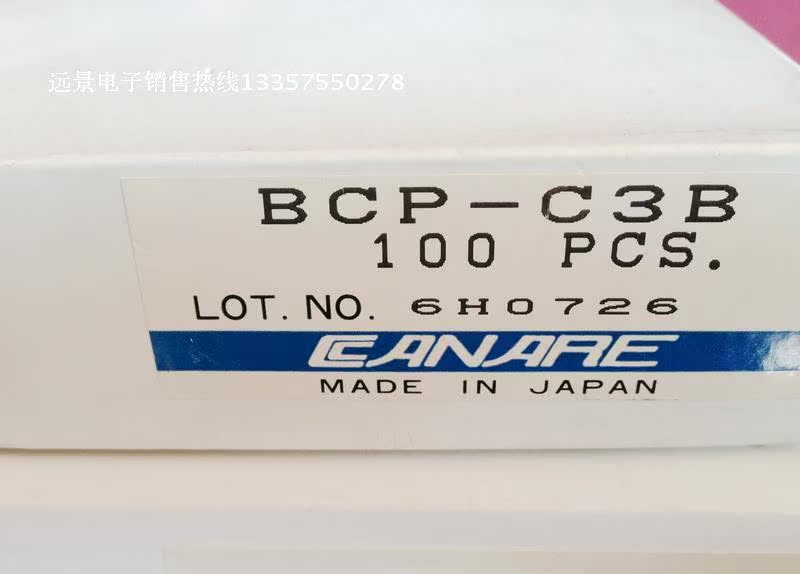 远景电子销售热线13357550278
BCP-C3B
100 PCS.
LOT. NO. 6H0726
CANARE
MADE IN JAPAN